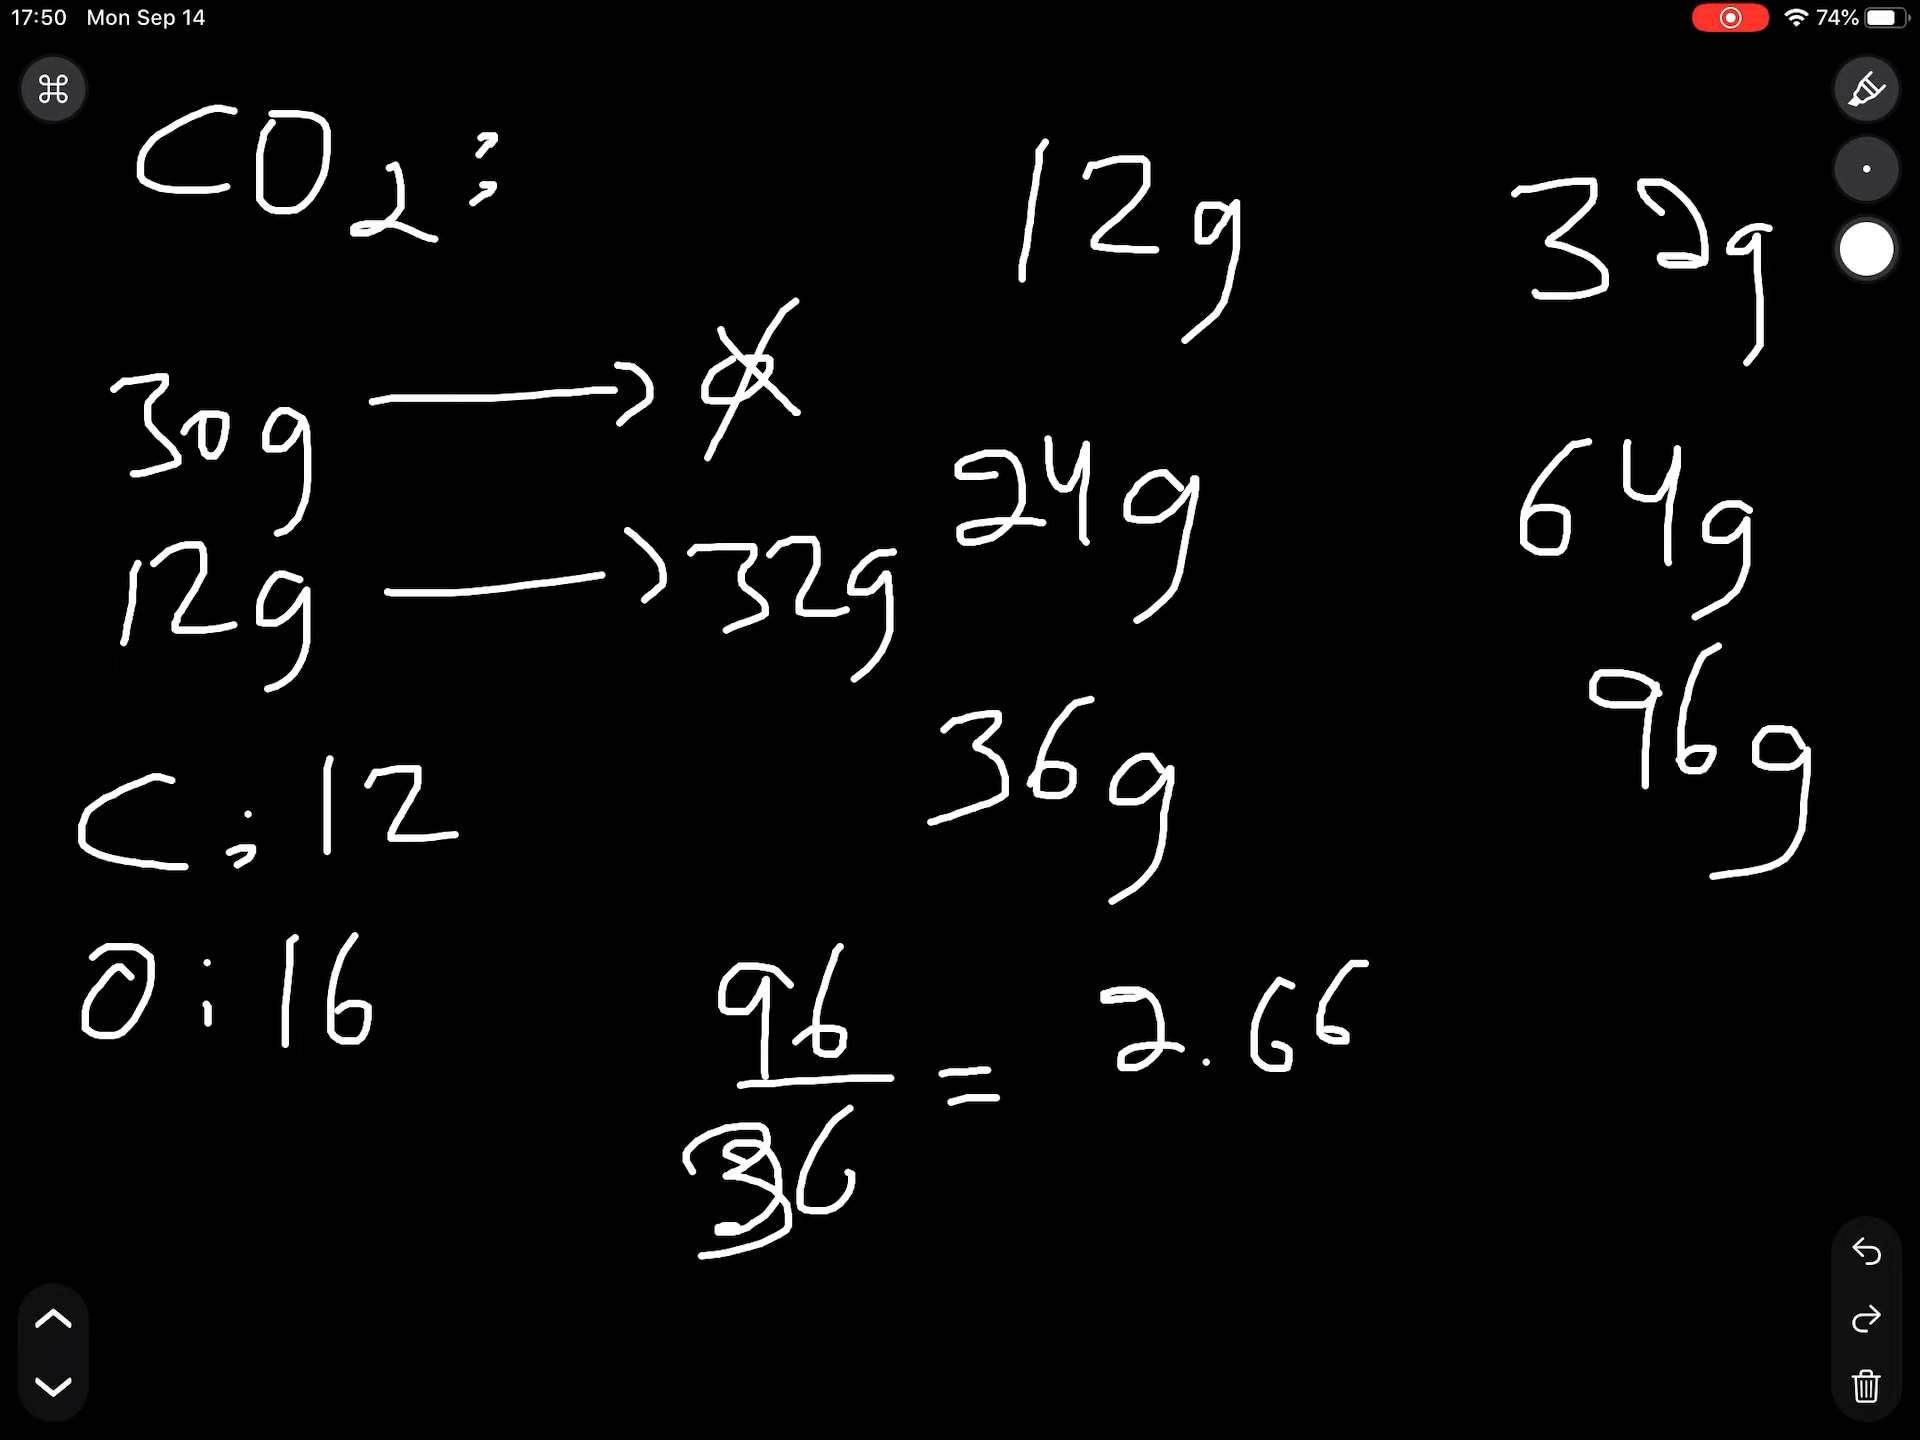 17:50 Mon Sep 14
74%
CO2:
12g 32g
30g → x
24g 64g
12g → 32g
36g 96g
C: 12
O: 16
96/36 = 2.66